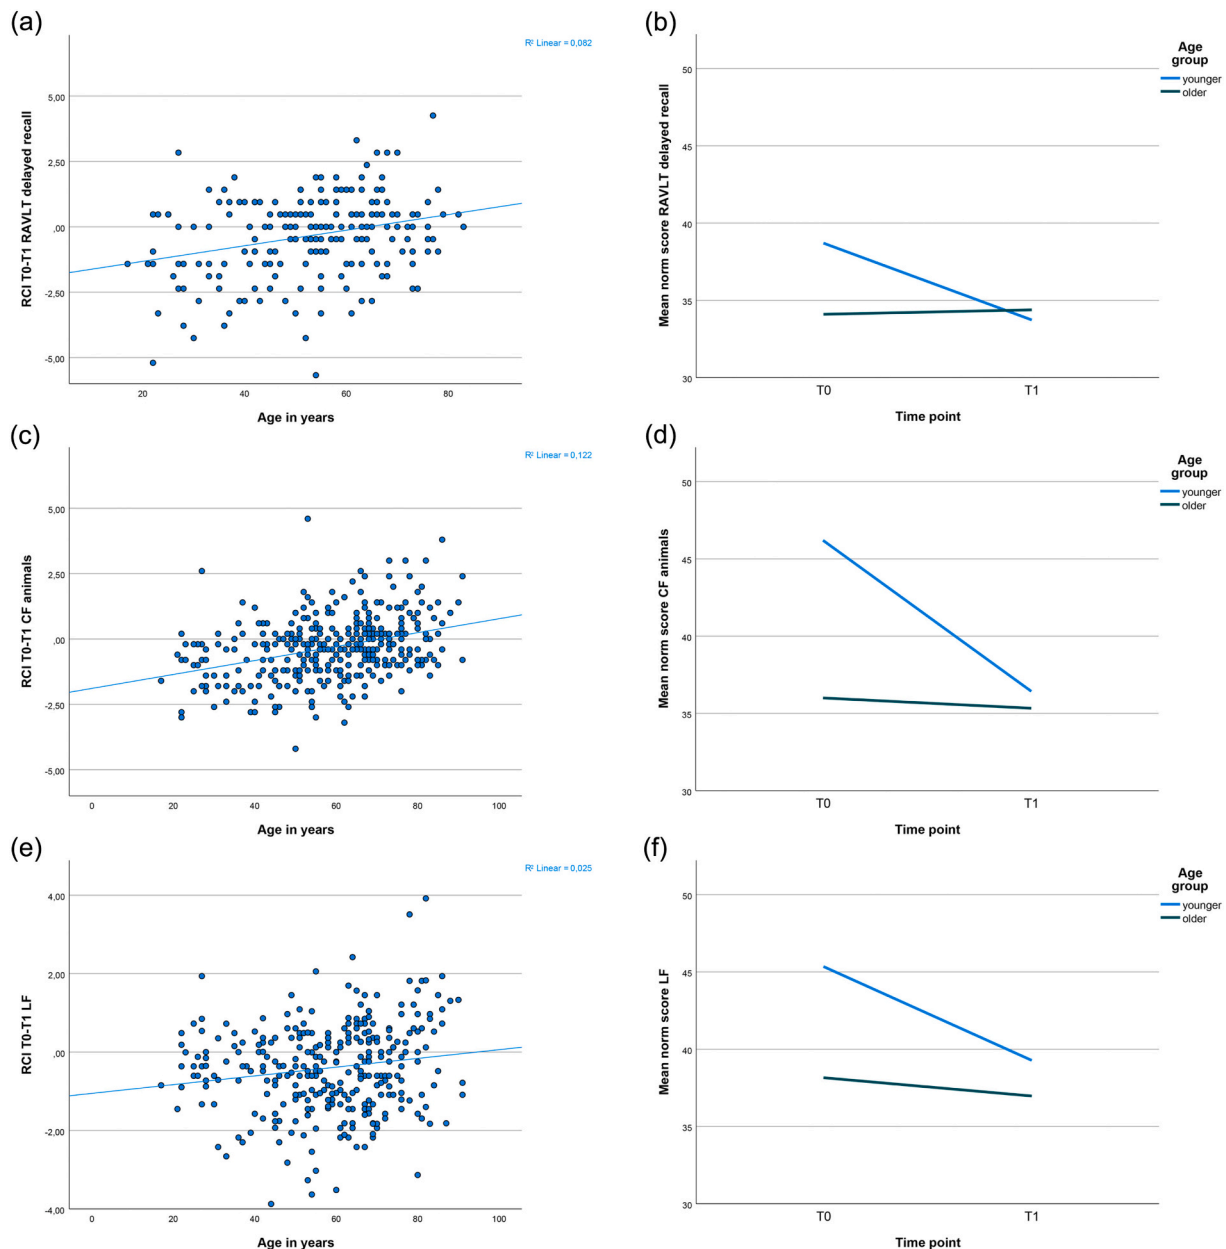 (a)
R² Linear = 0,082
RCI T0-T1 RAVLT delayed recall
5,00
2,50
,00
-2,50
-5,00
20
40
60
80
Age in years
(b)
Age
group
younger
older
Mean norm score RAVLT delayed recall
50
45
40
35
30
T0
T1
Time point
(c)
R² Linear = 0,122
RCI T0-T1 CF animals
5,00
2,50
,00
-2,50
-5,00
0
20
40
60
80
100
Age in years
(d)
Age
group
younger
older
Mean norm score CF animals
50
45
40
35
30
T0
T1
Time point
(e)
R² Linear = 0,025
RCI T0-T1 LF
4,00
2,00
,00
-2,00
-4,00
0
20
40
60
80
100
Age in years
(f)
Age
group
younger
older
Mean norm score LF
50
45
40
35
30
T0
T1
Time point